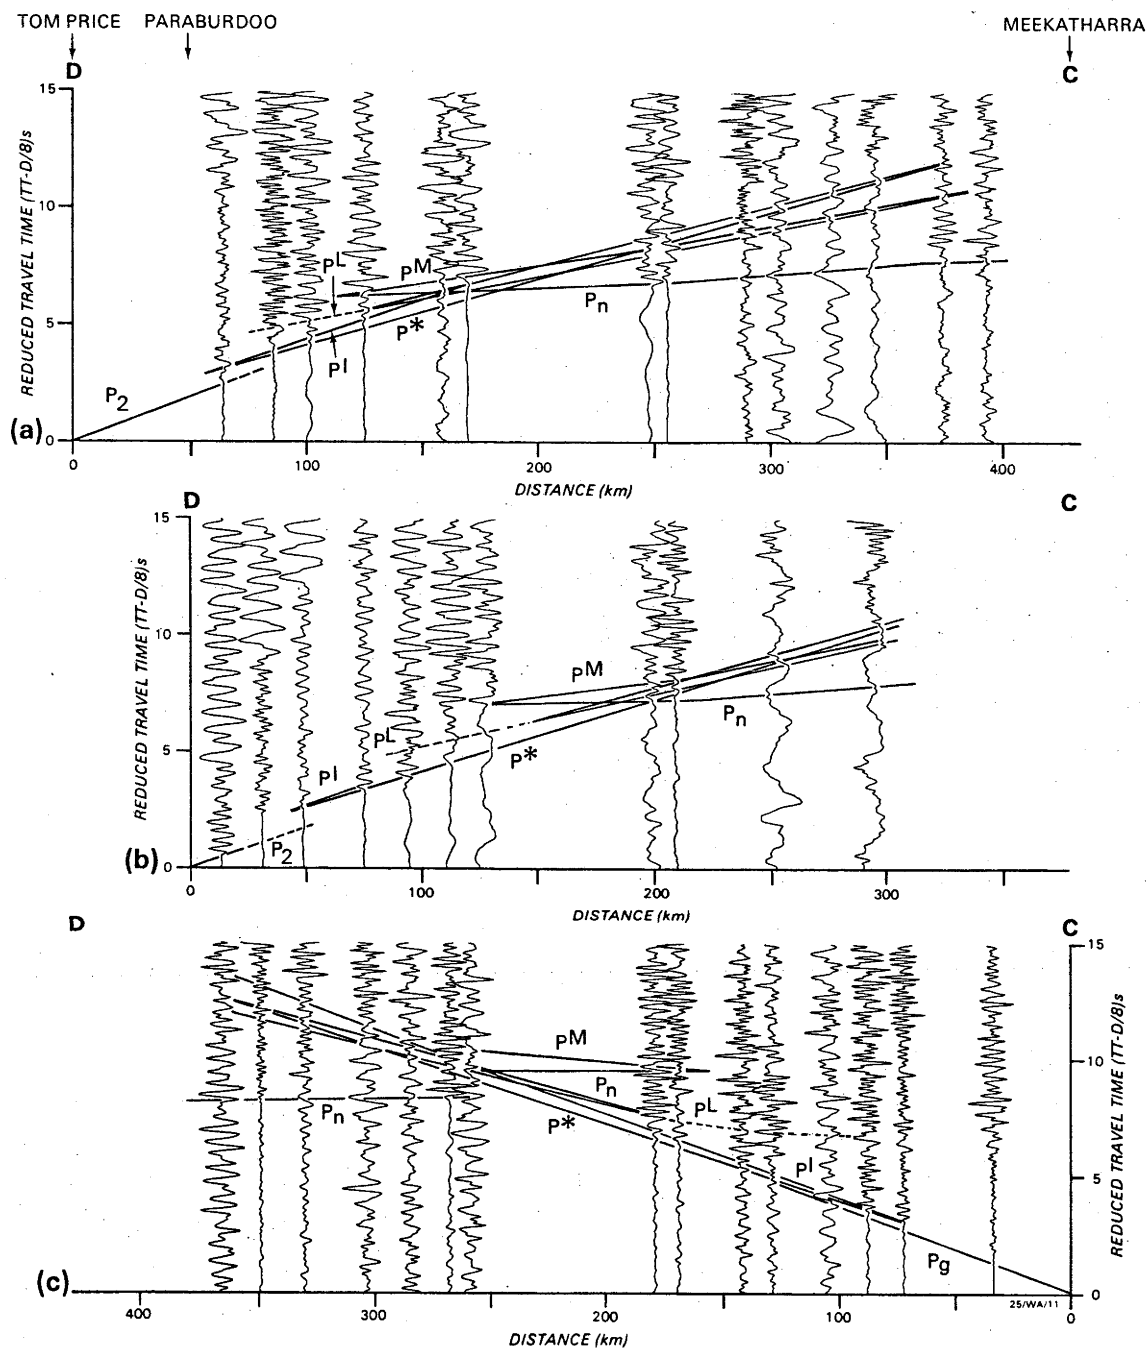 TOM PRICE PARABURDOO MEEKATHARRA
D C
15
10
5
0
REDUCED TRAVEL TIME (TT-D/8)s
P2
PL
PI
PM
P*
Pn
(a)
0 100 200 300 400
DISTANCE (km)
D C
15
10
5
0
REDUCED TRAVEL TIME (TT-D/8)s
P2
PI
PL
PM
P*
Pn
(b)
0 100 200 300
DISTANCE (km)
D C
15
10
5
0
REDUCED TRAVEL TIME (TT-D/8)s
PM
Pn
Pn
PL
P*
PI
Pg
(c)
25/WA/11
400 300 200 100 0
DISTANCE (km)